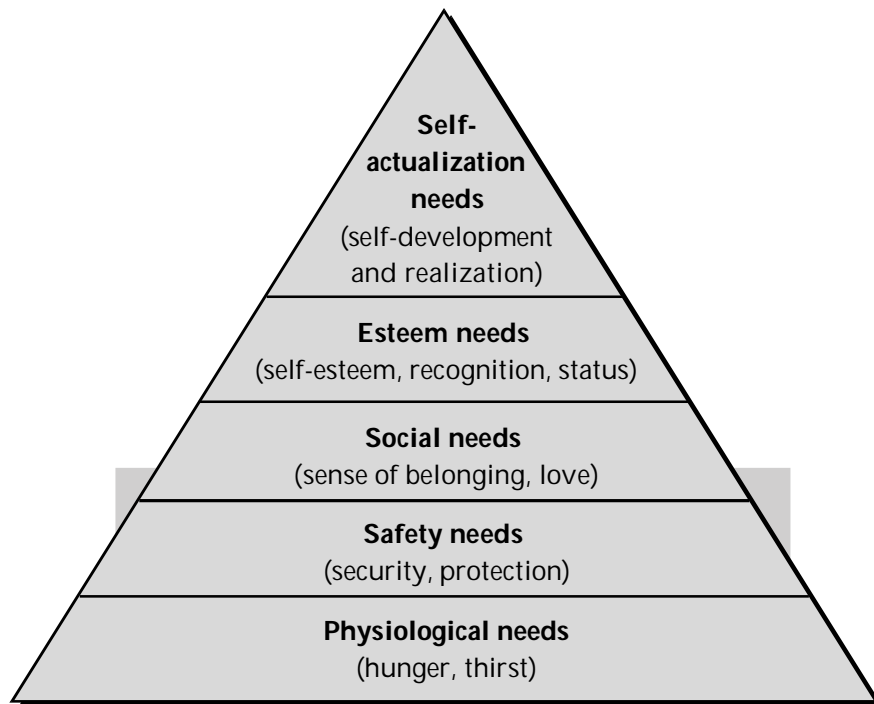 Self-
actualization
needs
(self-development
and realization)
Esteem needs
(self-esteem, recognition, status)
Social needs
(sense of belonging, love)
Safety needs
(security, protection)
Physiological needs
(hunger, thirst)